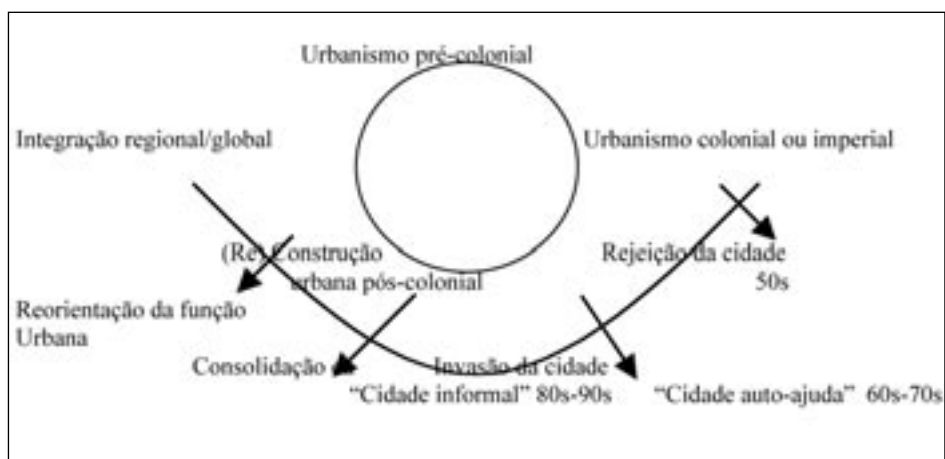 Urbanismo pré-colonial
Integração regional/global
Urbanismo colonial ou imperial
(Re) Construção
urbana pós-colonial
Rejeição da cidade
50s
Reorientação da função
Urbana
Consolidação
Invasão da cidade
“Cidade informal” 80s-90s
“Cidade auto-ajuda” 60s-70s